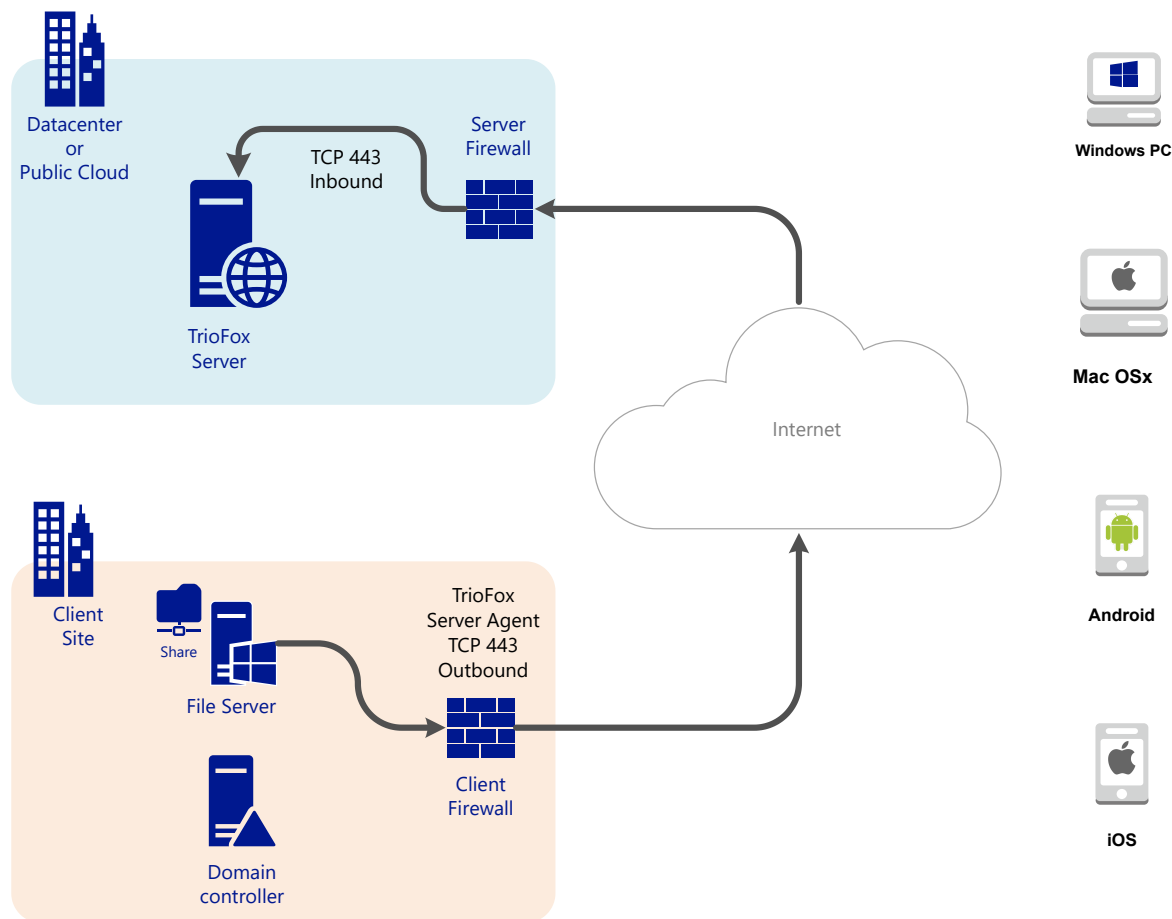 Datacenter
or
Public Cloud
TCP 443
Inbound
Server
Firewall
TrioFox
Server
Internet
Windows PC
Mac OSx
Android
iOS
Client
Site
Share
File Server
TrioFox
Server Agent
TCP 443
Outbound
Client
Firewall
Domain
controller